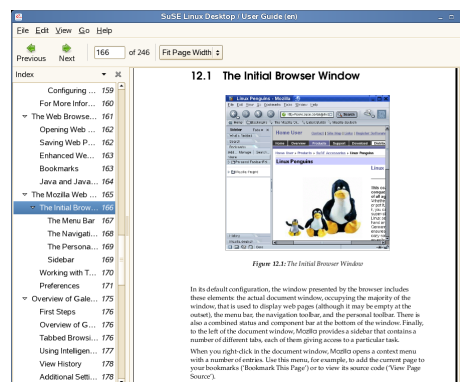 SuSE Linux Desktop / User Guide (en)
File Edit View Go Help
Previous Next 166 of 246 Fit Page Width
Index
Configuring ... 159
For More Infor... 160
The Web Browse... 161
Opening Web ... 162
Saving Web P... 162
Enhanced We... 163
Bookmarks 163
Java and Java... 164
The Mozilla Web ... 165
The Initial Brow... 166
The Menu Bar 167
The Navigati... 168
The Persona... 169
Sidebar 169
Working with T... 170
Preferences 171
Overview of Gale... 175
First Steps 176
Overview of G... 176
Tabbed Browsi... 176
Using Intelligen... 177
View History 178
Additional Setti... 178
12.1 The Initial Browser Window
Linux Penguins - Mozilla
Home User
Home Overview Products Support Download
Linux Penguins
Figure 12.1: The Initial Browser Window
In its default configuration, the window presented by the browser includes
these elements: the actual document window, occupying the majority of the
window, that is used to display web pages (although it may be empty at the
outset), the menu bar, the navigation toolbar, and the personal toolbar. There is
also a combined status and component bar at the bottom of the window. Finally,
to the left of the document window, Mozilla provides a sidebar that contains a
number of different tabs, each of them giving access to a particular task.
When you right-click in the document window, Mozilla opens a context menu
with a number of entries. Use this menu, for example, to add the current page to
your bookmarks ('Bookmark This Page') or to view its source code ('View Page
Source').